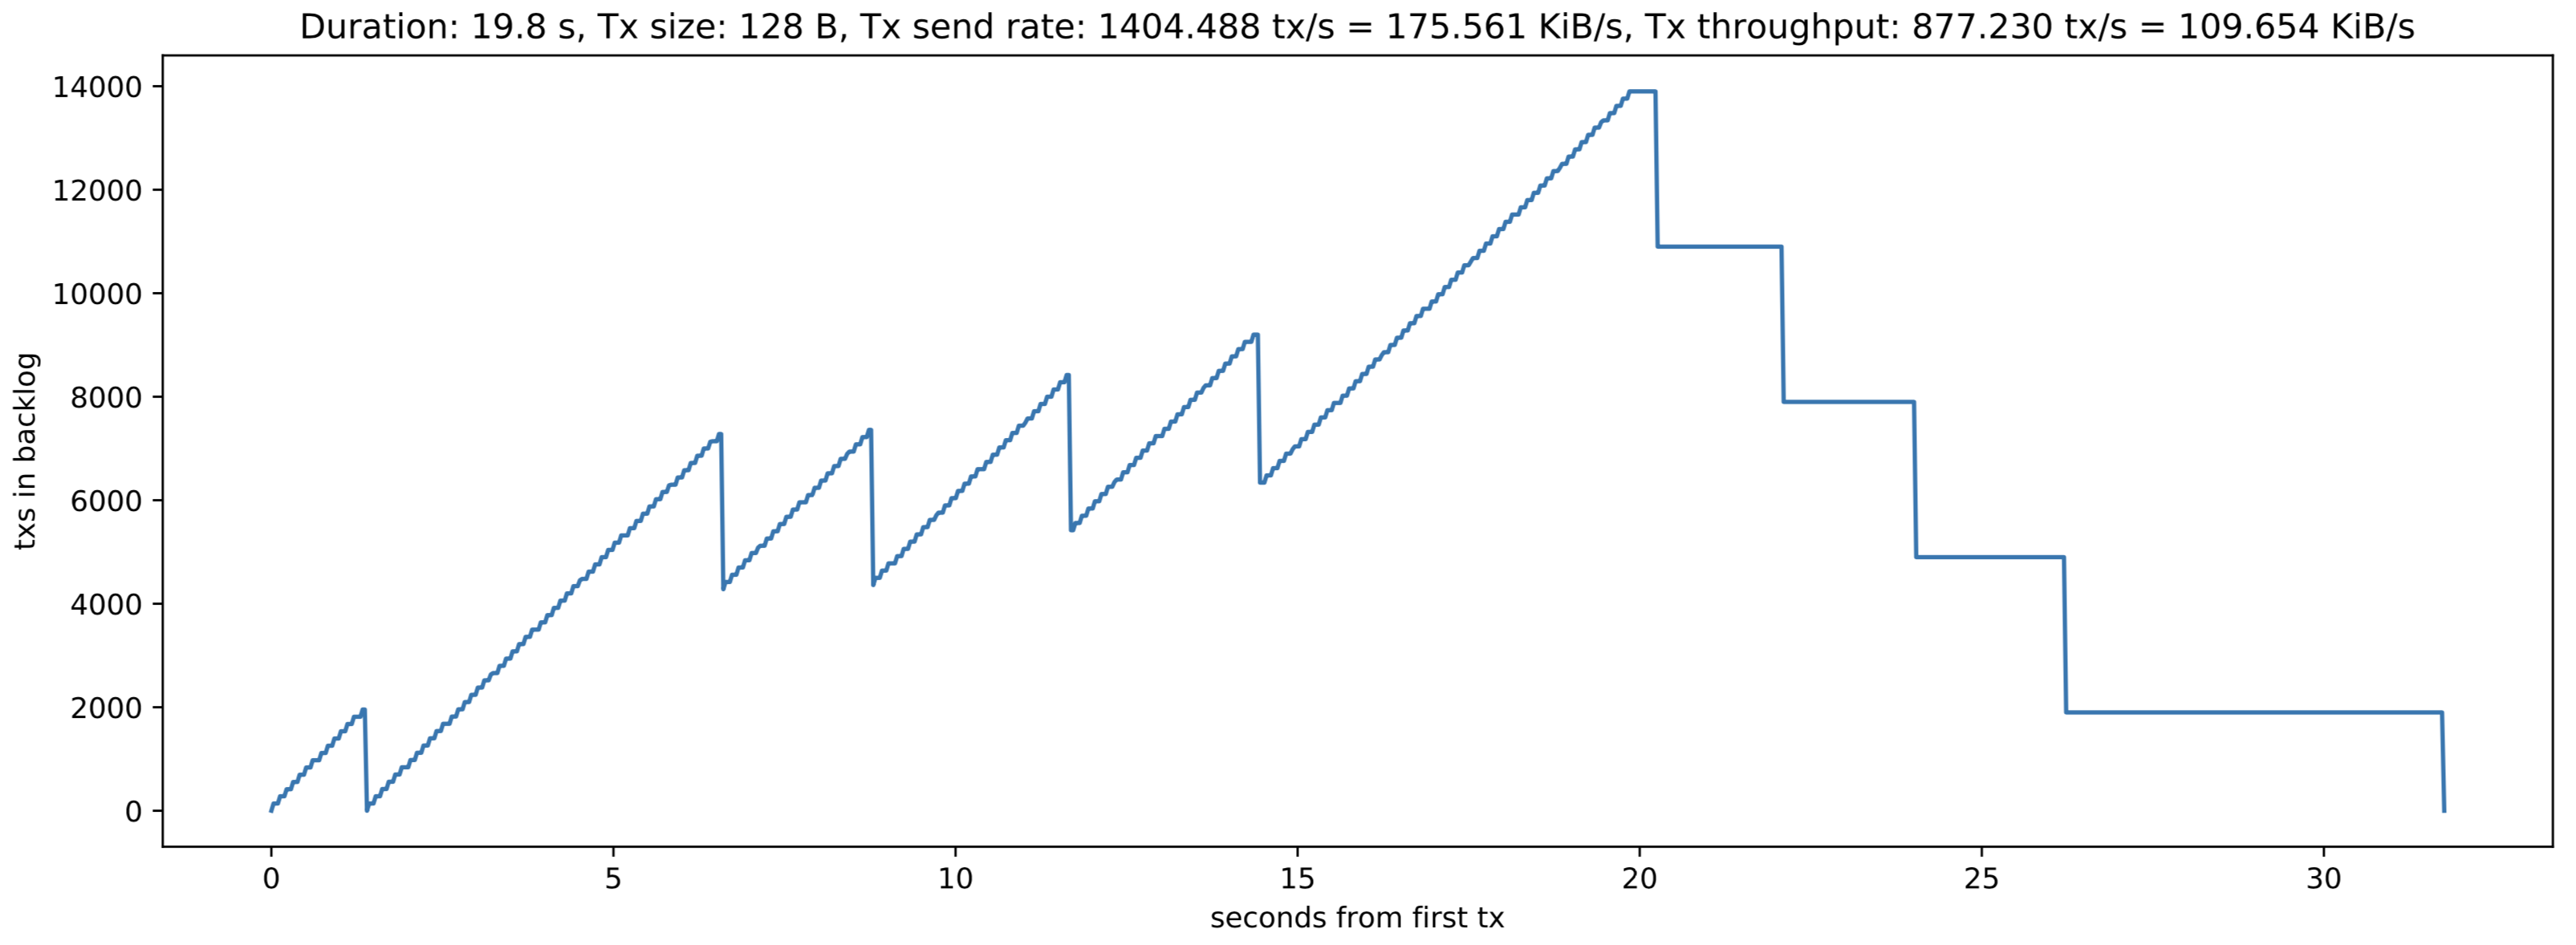 Duration: 19.8 s, Tx size: 128 B, Tx send rate: 1404.488 tx/s = 175.561 KiB/s, Tx throughput: 877.230 tx/s = 109.654 KiB/s
14000
12000
10000
8000
6000
4000
2000
0
txs in backlog
0 5 10 15 20 25 30
seconds from first tx